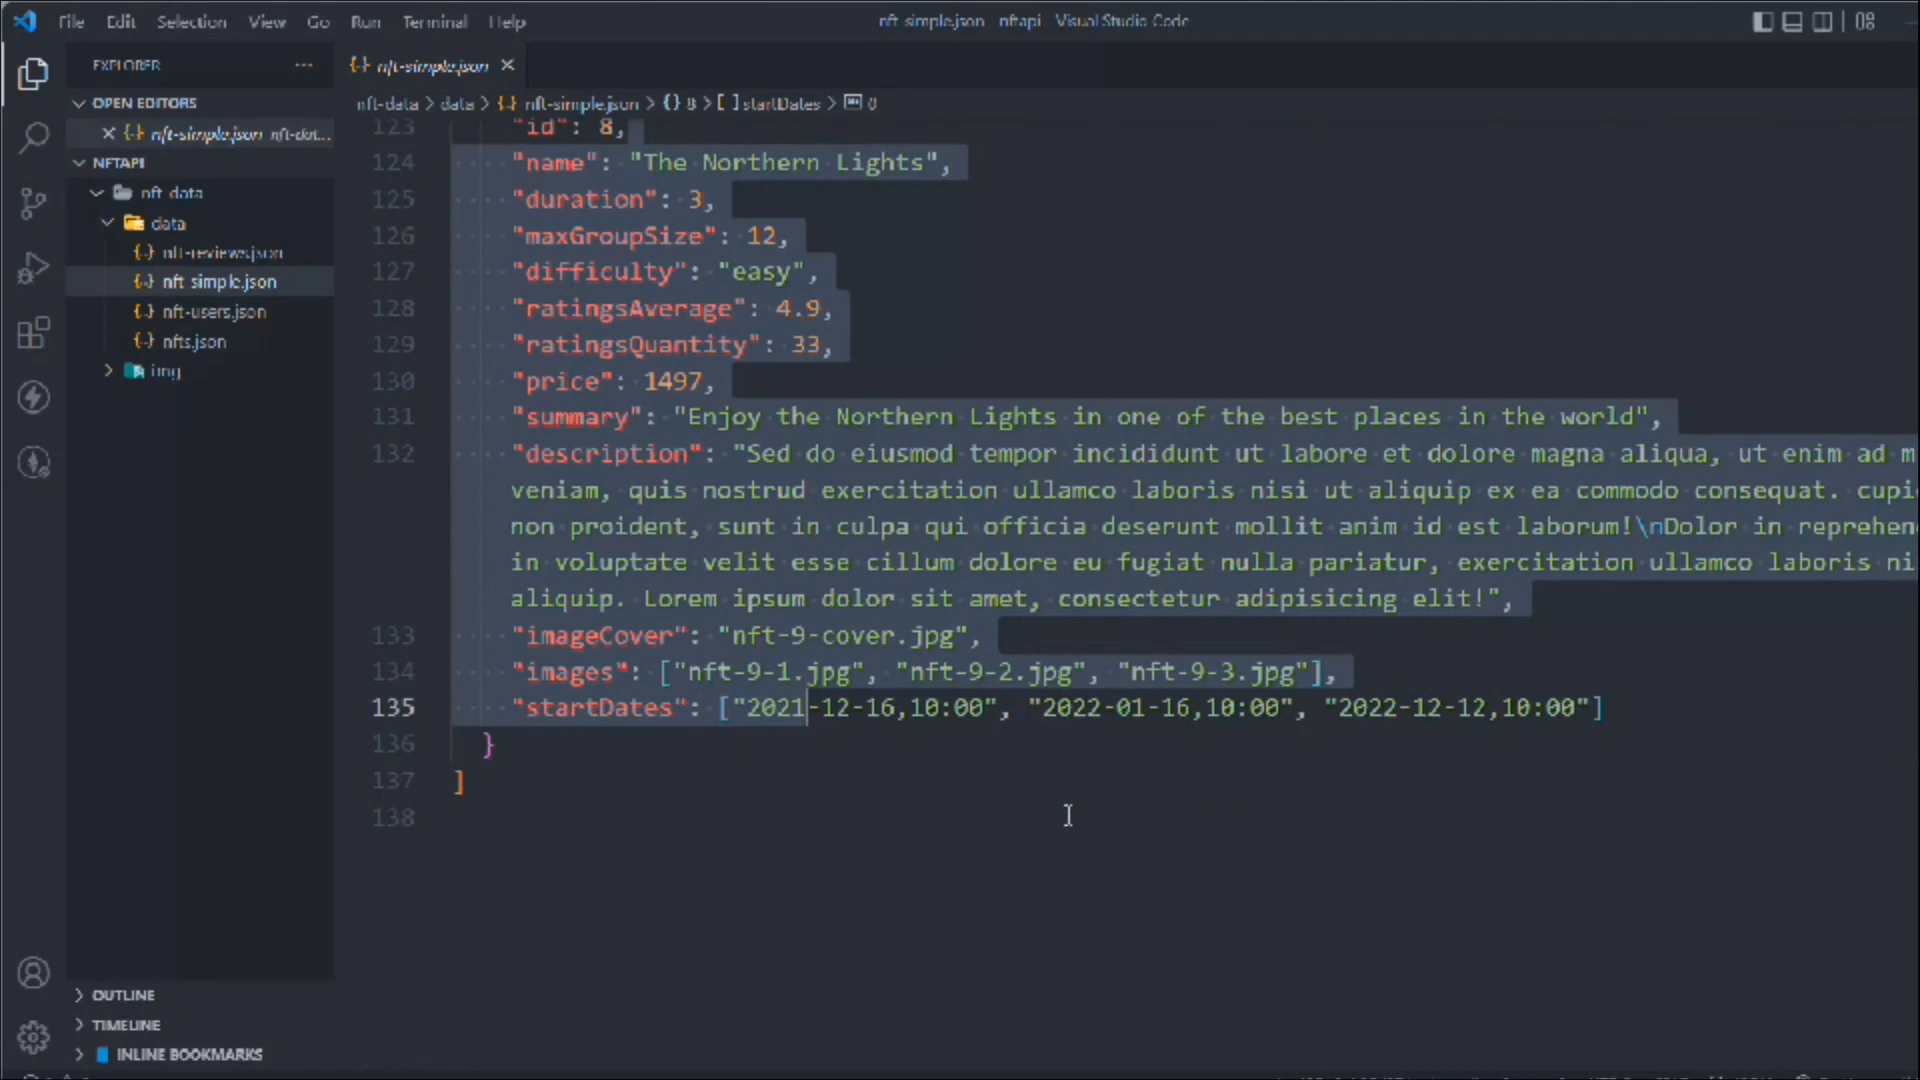 File Edit Selection View Go Run Terminal Help
nft-simple.json nftapi Visual Studio Code
EXPLORER
nft-simple.json
OPEN EDITORS
nft-simple.json nft-dat...
NFTAPI
nft data
data
nft-reviews.json
nft simple.json
nft-users.json
nfts.json
img
OUTLINE
TIMELINE
INLINE BOOKMARKS
nft-data > data > {} nft-simple.json > {} 8 > [ ] startDates > 0
123 "id": 8,
124 "name": "The Northern Lights",
125 "duration": 3,
126 "maxGroupSize": 12,
127 "difficulty": "easy",
128 "ratingsAverage": 4.9,
129 "ratingsQuantity": 33,
130 "price": 1497,
131 "summary": "Enjoy the Northern Lights in one of the best places in the world",
132 "description": "Sed do eiusmod tempor incididunt ut labore et dolore magna aliqua, ut enim ad m
veniam, quis nostrud exercitation ullamco laboris nisi ut aliquip ex ea commodo consequat. cupi
non proident, sunt in culpa qui officia deserunt mollit anim id est laborum!\nDolor in reprehen
in voluptate velit esse cillum dolore eu fugiat nulla pariatur, exercitation ullamco laboris ni
aliquip. Lorem ipsum dolor sit amet, consectetur adipisicing elit!",
133 "imageCover": "nft-9-cover.jpg",
134 "images": ["nft-9-1.jpg", "nft-9-2.jpg", "nft-9-3.jpg"],
135 "startDates": ["2021-12-16,10:00", "2022-01-16,10:00", "2022-12-12,10:00"]
136 }
137 ]
138